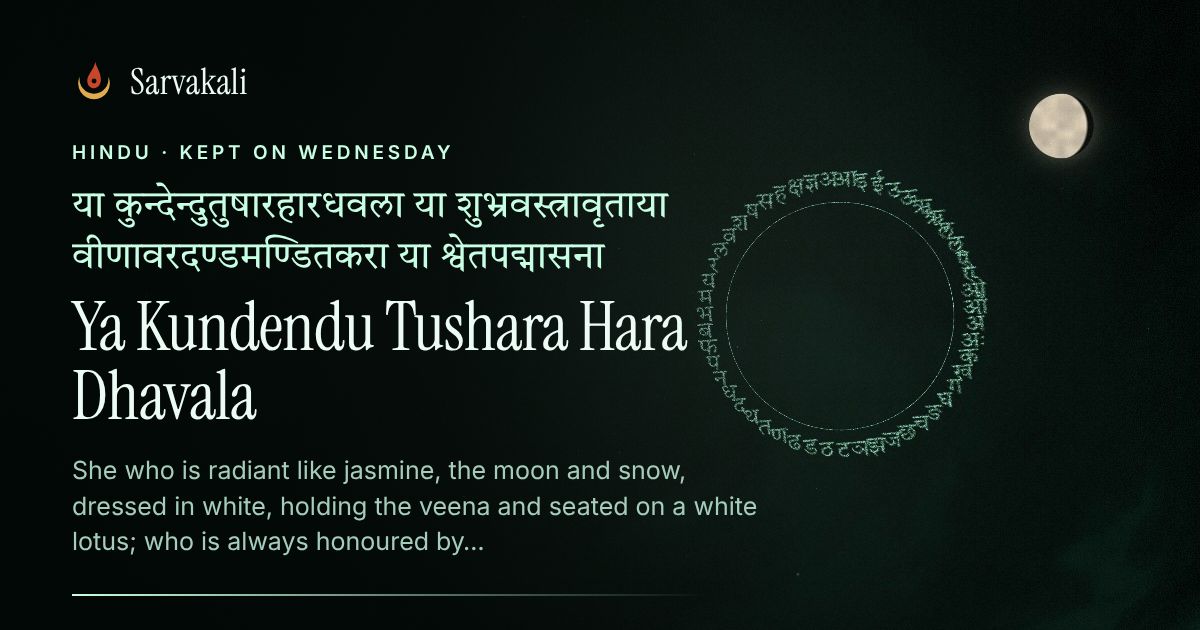 Sarvakali
HINDU · KEPT ON WEDNESDAY
या कुन्देन्दुतुषारहारधवला या शुभ्रवस्त्रावृताया
वीणावरदण्डमण्डितकरा या श्वेतपद्मासना
Ya Kundendu Tushara Hara
Dhavala
She who is radiant like jasmine, the moon and snow,
dressed in white, holding the veena and seated on a white
lotus; who is always honoured by...